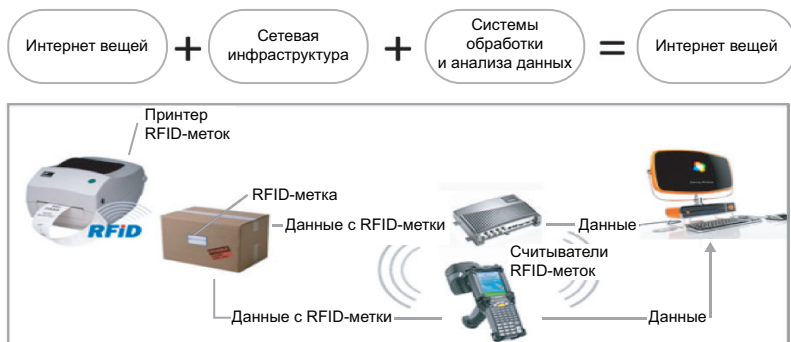 Интернет вещей
+
Сетевая
инфраструктура
+
Системы
обработки
и анализа данных
=
Интернет вещей
Принтер
RFID-меток
RFiD
RFID-метка
Данные с RFID-метки
Данные
Считыватели
RFID-меток
Данные с RFID-метки
Данные